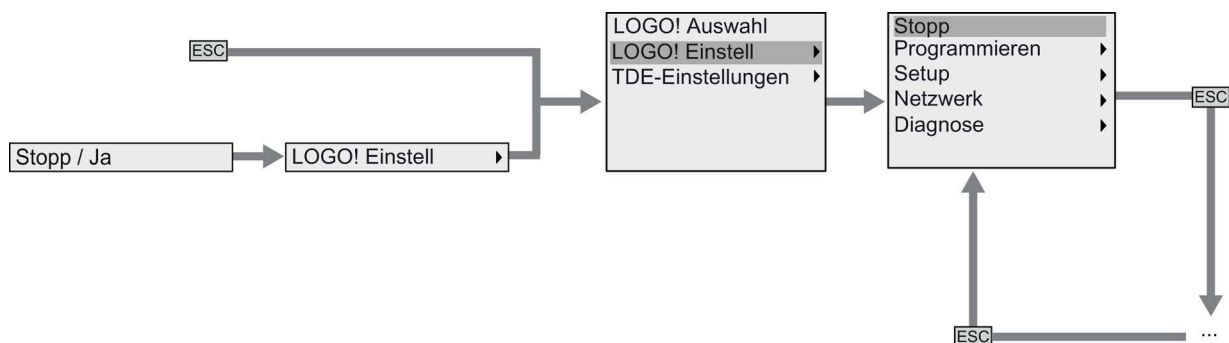 ESC
Stopp / Ja
LOGO! Einstell
LOGO! Auswahl
LOGO! Einstell
TDE-Einstellungen
Stopp
Programmieren
Setup
Netzwerk
Diagnose
ESC
ESC
...